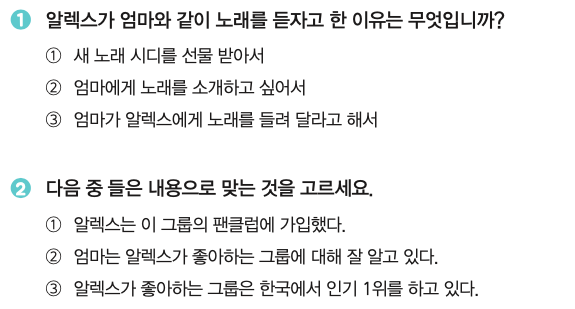 1 알렉스가 엄마와 같이 노래를 듣자고 한 이유는 무엇입니까?
① 새 노래 시디를 선물 받아서
② 엄마에게 노래를 소개하고 싶어서
③ 엄마가 알렉스에게 노래를 들려 달라고 해서
2 다음 중 들은 내용으로 맞는 것을 고르세요.
① 알렉스는 이 그룹의 팬클럽에 가입했다.
② 엄마는 알렉스가 좋아하는 그룹에 대해 잘 알고 있다.
③ 알렉스가 좋아하는 그룹은 한국에서 인기 1위를 하고 있다.